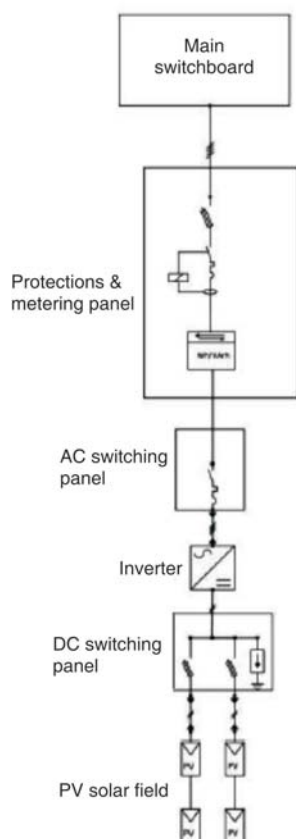 Main
switchboard
Protections &
metering panel
AC switching
panel
Inverter
DC switching
panel
PV solar field
PV
PV
PV
PV